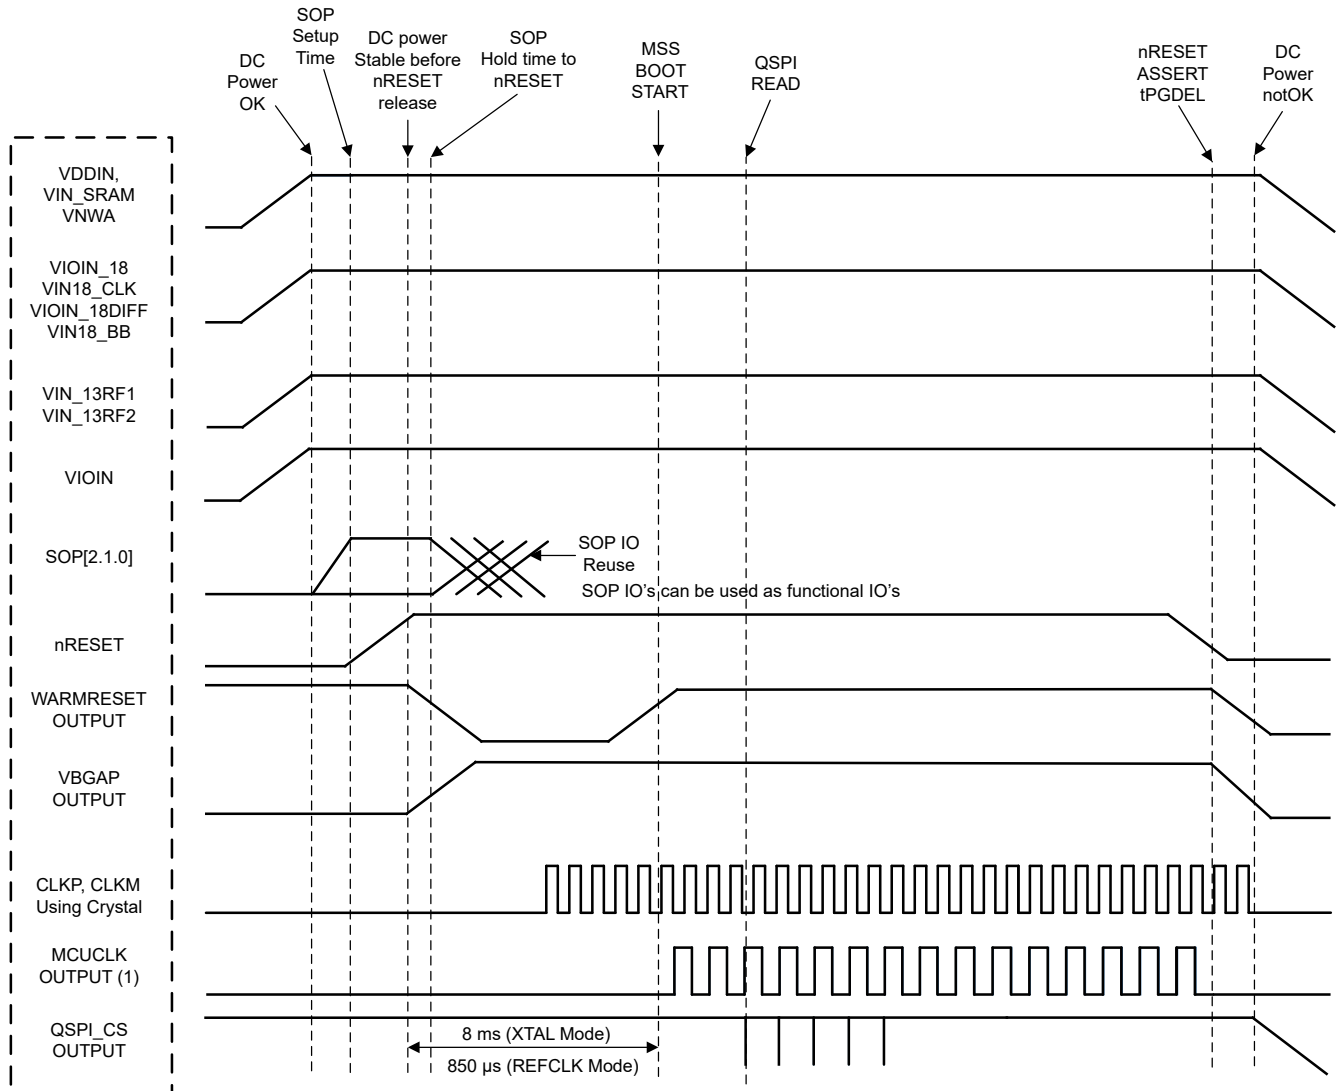 SOP
Setup
Time
DC
Power
OK
DC power
Stable before
nRESET
release
SOP
Hold time to
nRESET
MSS
BOOT
START
QSPI
READ
nRESET
ASSERT
tPGDEL
DC
Power
notOK
VDDIN,
VIN_SRAM
VNWA
VIOIN_18
VIN18_CLK
VIOIN_18DIFF
VIN18_BB
VIN_13RF1
VIN_13RF2
VIOIN
SOP[2.1.0]
SOP IO
Reuse
SOP IO's can be used as functional IO's
nRESET
WARMRESET
OUTPUT
VBGAP
OUTPUT
CLKP, CLKM
Using Crystal
MCUCLK
OUTPUT (1)
QSPI_CS
OUTPUT
8 ms (XTAL Mode)
850 µs (REFCLK Mode)